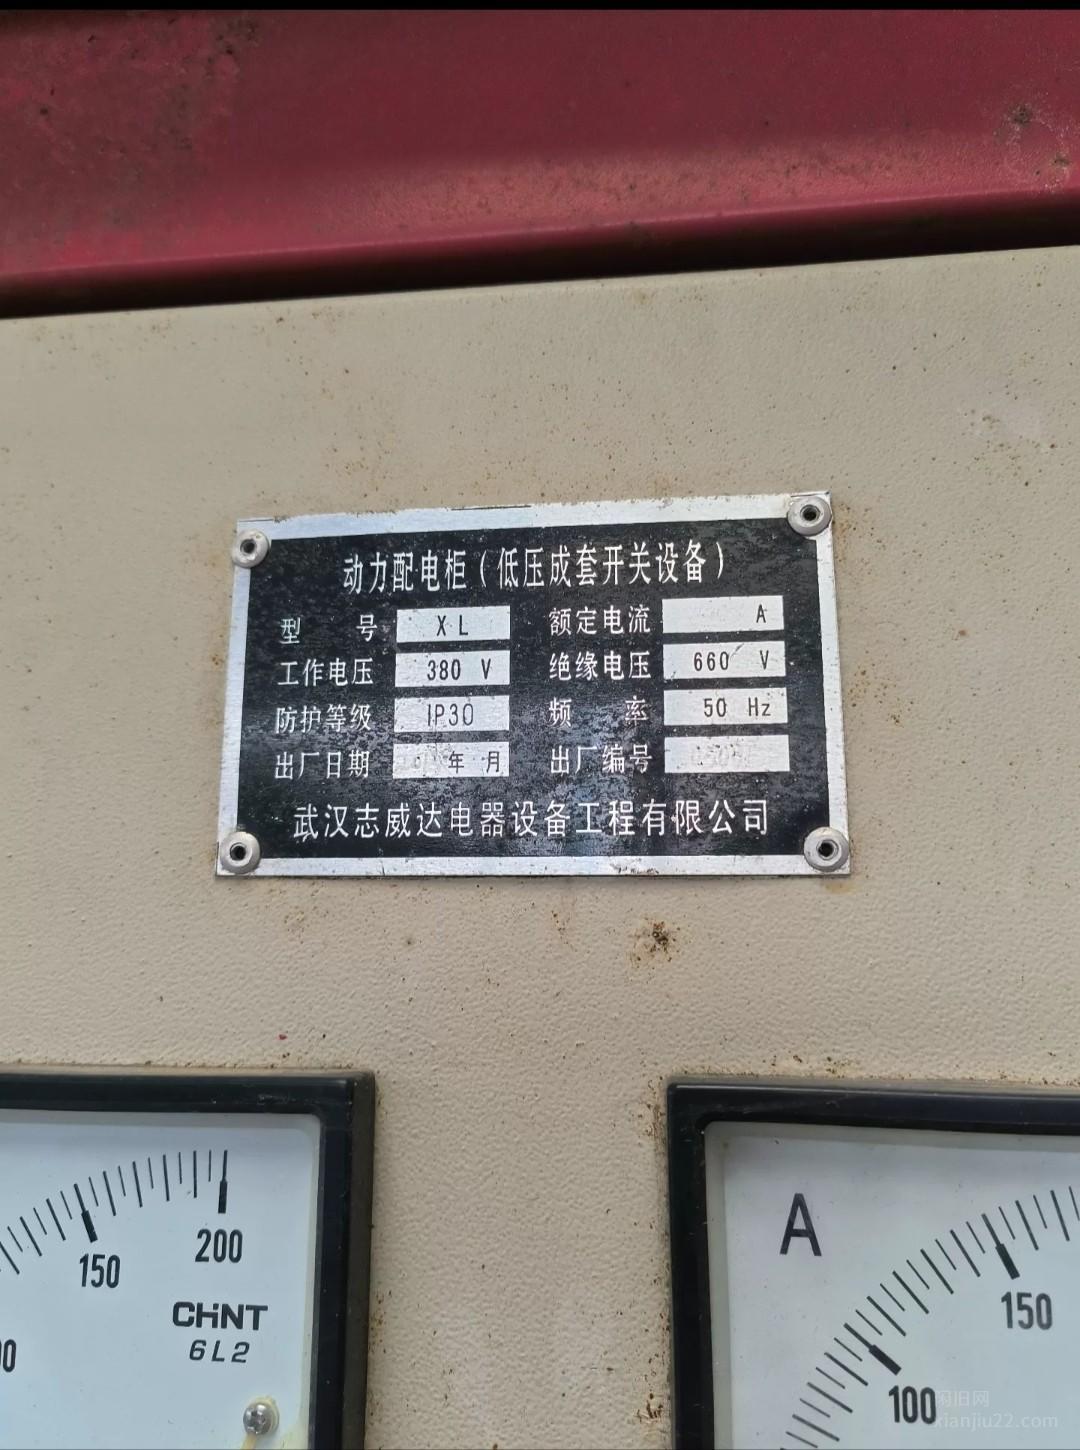 动力配电柜（低压成套开关设备）
型 号 XL 额定电流 A
工作电压 380 V 绝缘电压 660 V
防护等级 IP30 频 率 50 Hz
出厂日期 年 月 出厂编号
武汉志威达电器设备工程有限公司
150
200
CHNT
6L2
A
150
100
闲旧网
xianjiu22.com